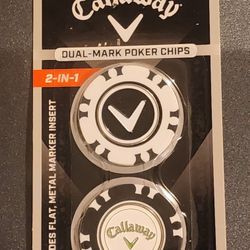 Callaway
DUAL-MARK POKER CHIPS
2-IN-1
DES FLAT, METAL MARKER INSERT
Callaway